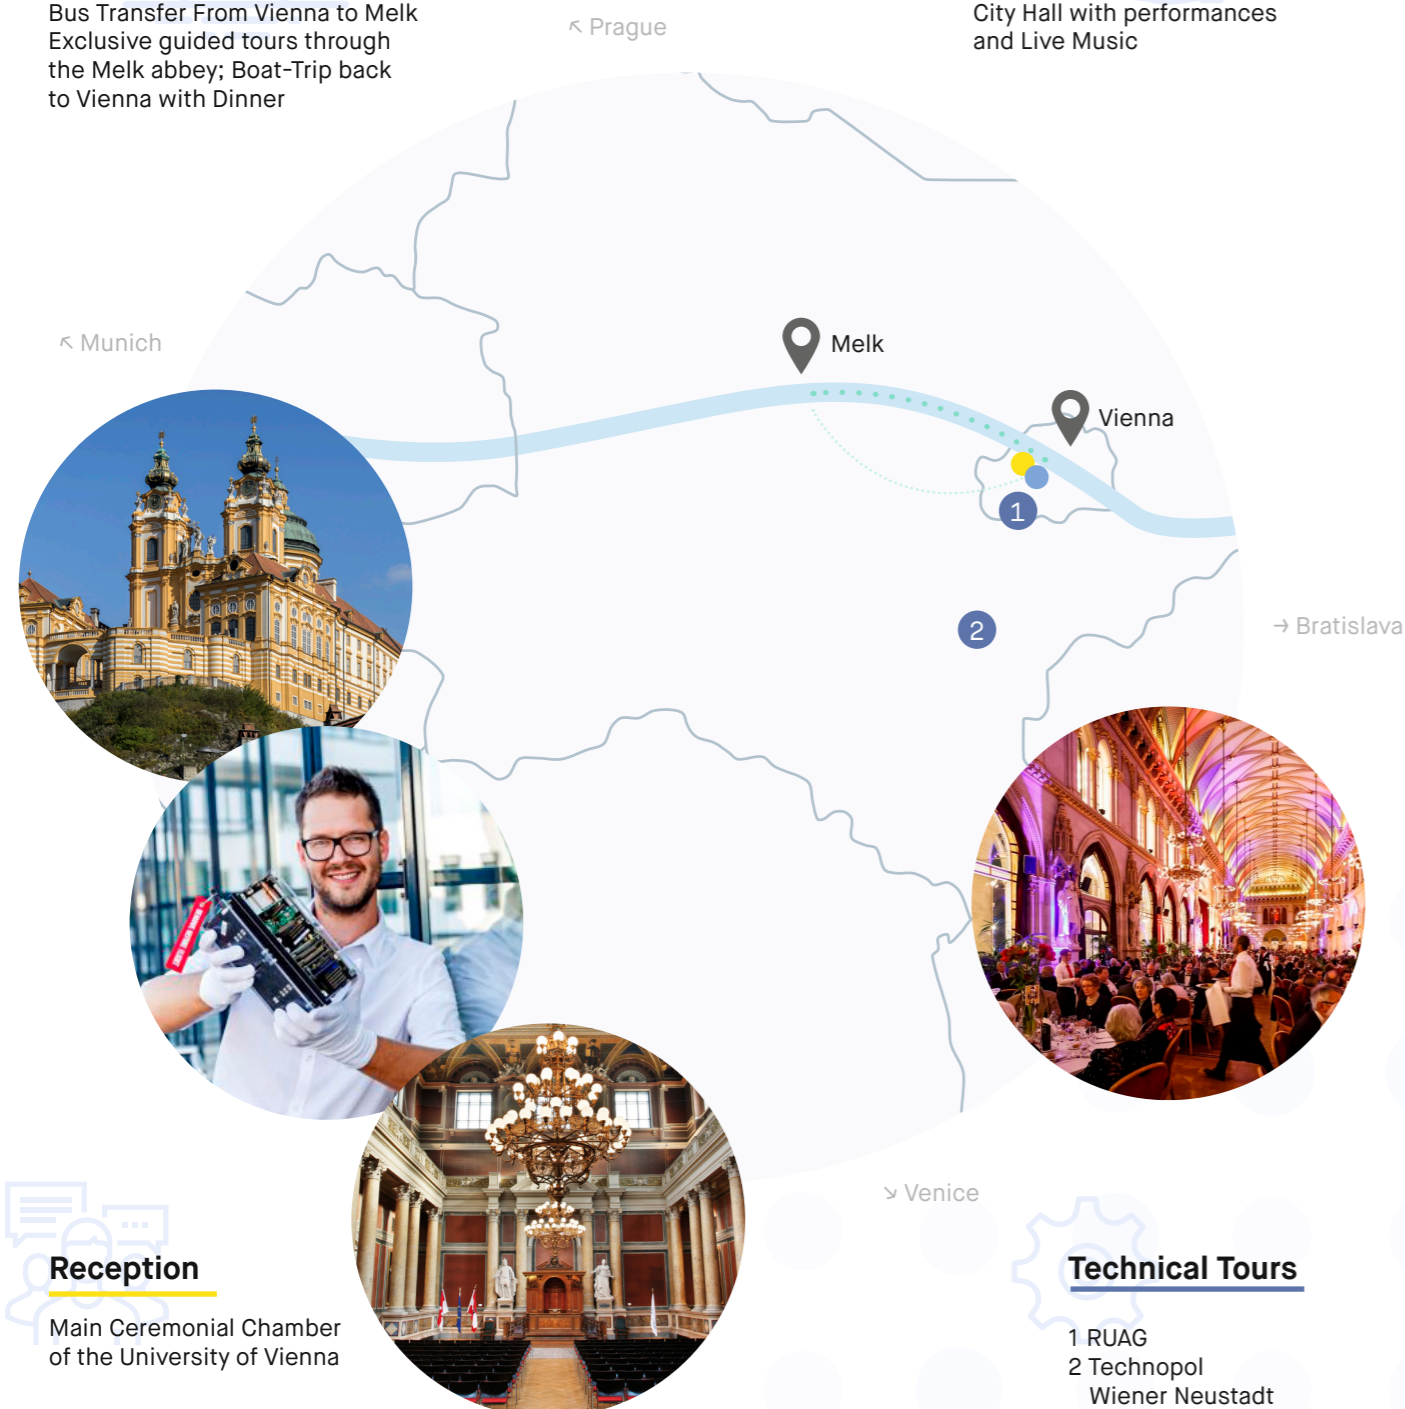 Bus Transfer From Vienna to Melk
Exclusive guided tours through
the Melk abbey; Boat-Trip back
to Vienna with Dinner
City Hall with performances
and Live Music
↖ Prague
↖ Munich
Melk
Vienna
1
2
→ Bratislava
↘ Venice
Reception
Main Ceremonial Chamber
of the University of Vienna
Technical Tours
1 RUAG
2 Technopol
Wiener Neustadt